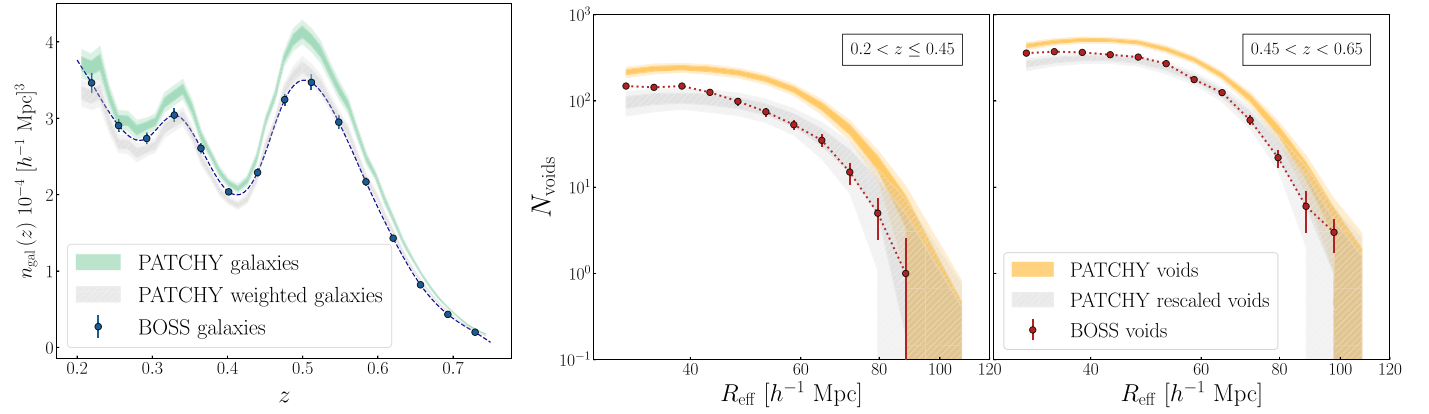 n_gal(z) 10^−4 [h^−1 Mpc]^3
4
3
2
1
0
PATCHY galaxies
PATCHY weighted galaxies
BOSS galaxies
0.2 0.3 0.4 0.5 0.6 0.7
z
N_voids
10^3
10^2
10^1
10^0
10^−1
0.2 < z ≤ 0.45
40 60 80 100 120
R_eff [h^−1 Mpc]
0.45 < z < 0.65
PATCHY voids
PATCHY rescaled voids
BOSS voids
40 60 80 100 120
R_eff [h^−1 Mpc]